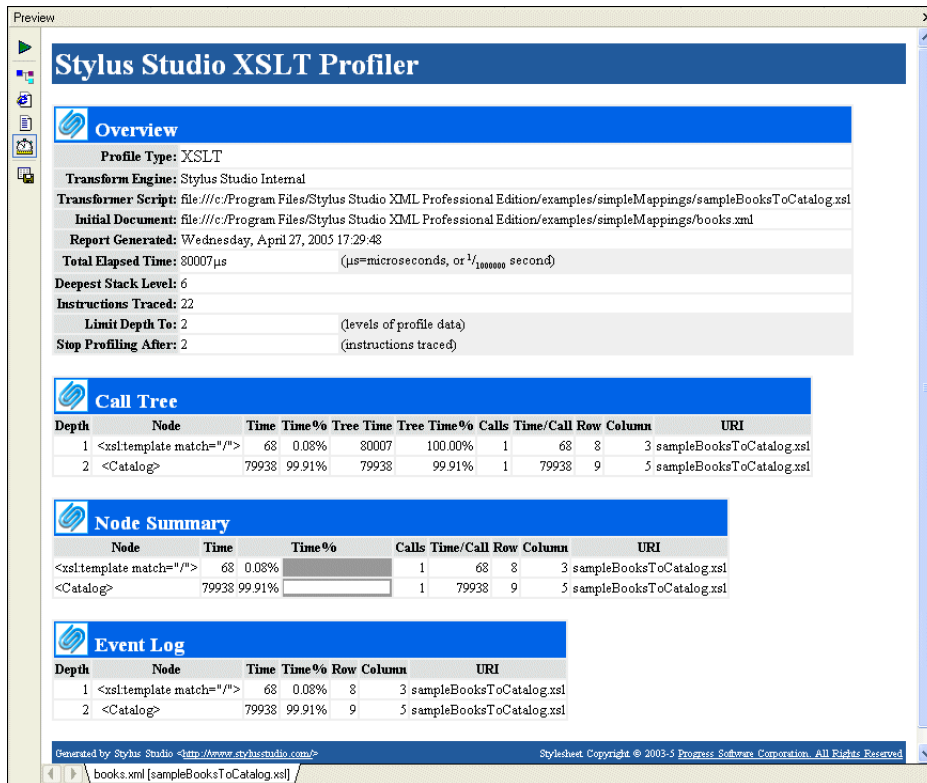 Preview
Stylus Studio XSLT Profiler
Overview
Profile Type: XSLT
Transform Engine: Stylus Studio Internal
Transformer Script: file:///c:/Program Files/Stylus Studio XML Professional Edition/examples/simpleMappings/sampleBooksToCatalog.xsl
Initial Document: file:///c:/Program Files/Stylus Studio XML Professional Edition/examples/simpleMappings/books.xml
Report Generated: Wednesday, April 27, 2005 17:29:48
Total Elapsed Time: 80007µs (µs=microseconds, or 1/1000000 second)
Deepest Stack Level: 6
Instructions Traced: 22
Limit Depth To: 2 (levels of profile data)
Stop Profiling After: 2 (instructions traced)
Call Tree
Depth Node Time Time% Tree Time Tree Time% Calls Time/Call Row Column URI
1 <xsl:template match="/"> 68 0.08% 80007 100.00% 1 68 8 3 sampleBooksToCatalog.xsl
2 <Catalog> 79938 99.91% 79938 99.91% 1 79938 9 5 sampleBooksToCatalog.xsl
Node Summary
Node Time Time% Calls Time/Call Row Column URI
<xsl:template match="/"> 68 0.08% 1 68 8 3 sampleBooksToCatalog.xsl
<Catalog> 79938 99.91% 1 79938 9 5 sampleBooksToCatalog.xsl
Event Log
Depth Node Time Time% Row Column URI
1 <xsl:template match="/"> 68 0.08% 8 3 sampleBooksToCatalog.xsl
2 <Catalog> 79938 99.91% 9 5 sampleBooksToCatalog.xsl
Generated by Stylus Studio <http://www.stylusstudio.com/> Stylesheet Copyright © 2003-5 Progress Software Corporation. All Rights Reserved
books.xml [sampleBooksToCatalog.xsl]